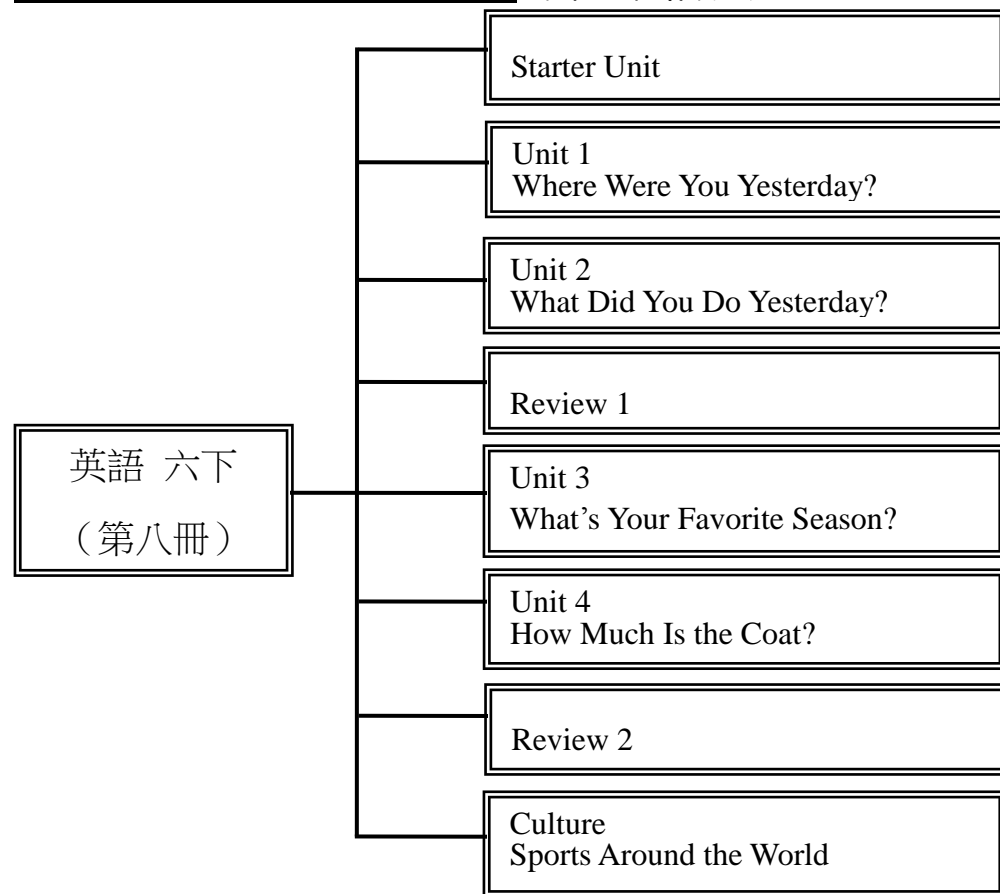 Starter Unit
Unit 1
Where Were You Yesterday?
Unit 2
What Did You Do Yesterday?
Review 1
英語 六下
（第八冊）
Unit 3
What’s Your Favorite Season?
Unit 4
How Much Is the Coat?
Review 2
Culture
Sports Around the World